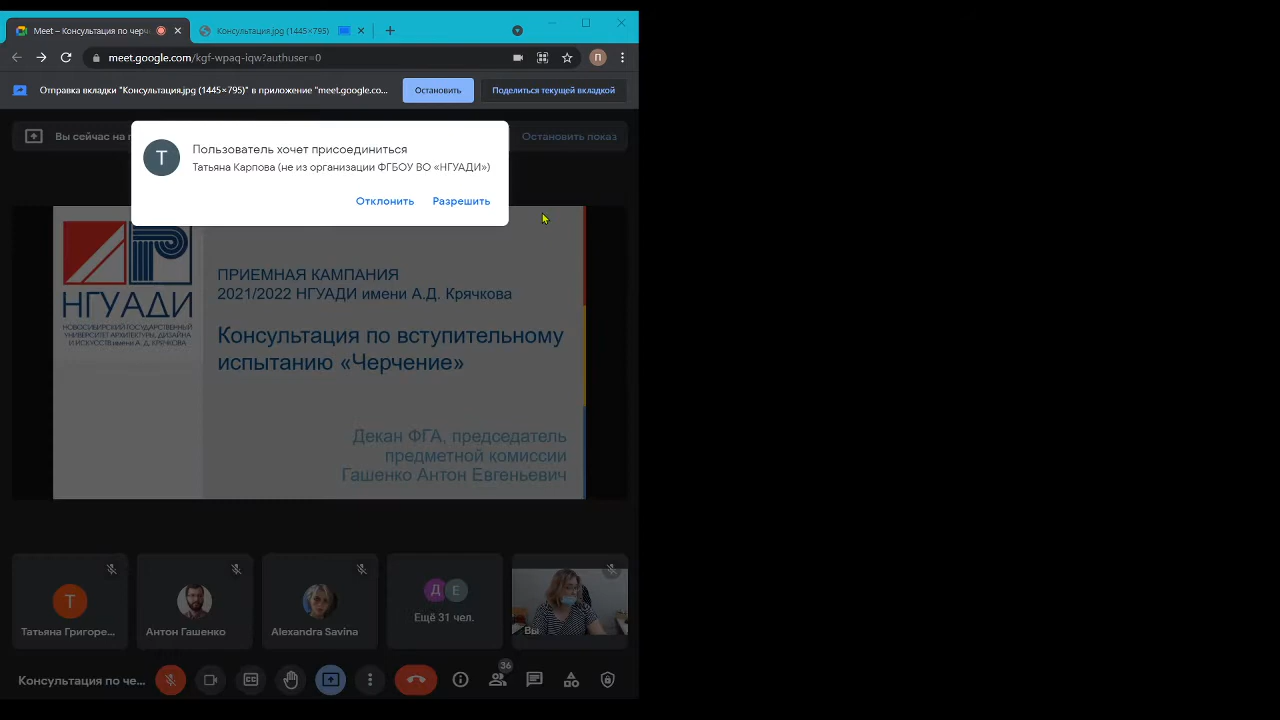 Meet – Консультация по черч
Консультация.jpg (1445×795)
meet.google.com/kgf-wpaq-iqw?authuser=0
П
Отправка вкладки "Консультация.jpg (1445×795)" в приложение "meet.google.co...
Остановить
Поделиться текущей вкладкой
Вы сейчас на
Остановить показ
Т
Пользователь хочет присоединиться
Татьяна Карпова (не из организации ФГБОУ ВО «НГУАДИ»)
Отклонить
Разрешить
НГУАДИ
НОВОСИБИРСКИЙ ГОСУДАРСТВЕННЫЙ
УНИВЕРСИТЕТ АРХИТЕКТУРЫ, ДИЗАЙНА
И ИСКУССТВ имени А. Д. КРЯЧКОВА
ПРИЕМНАЯ КАМПАНИЯ
2021/2022 НГУАДИ имени А.Д. Крячкова
Консультация по вступительному
испытанию «Черчение»
Декан ФГА, председатель
предметной комиссии
Гашенко Антон Евгеньевич
Т
Татьяна Григоре...
Антон Гашенко
Alexandra Savina
Д
Е
Ещё 31 чел.
Вы
Консультация по че...
36